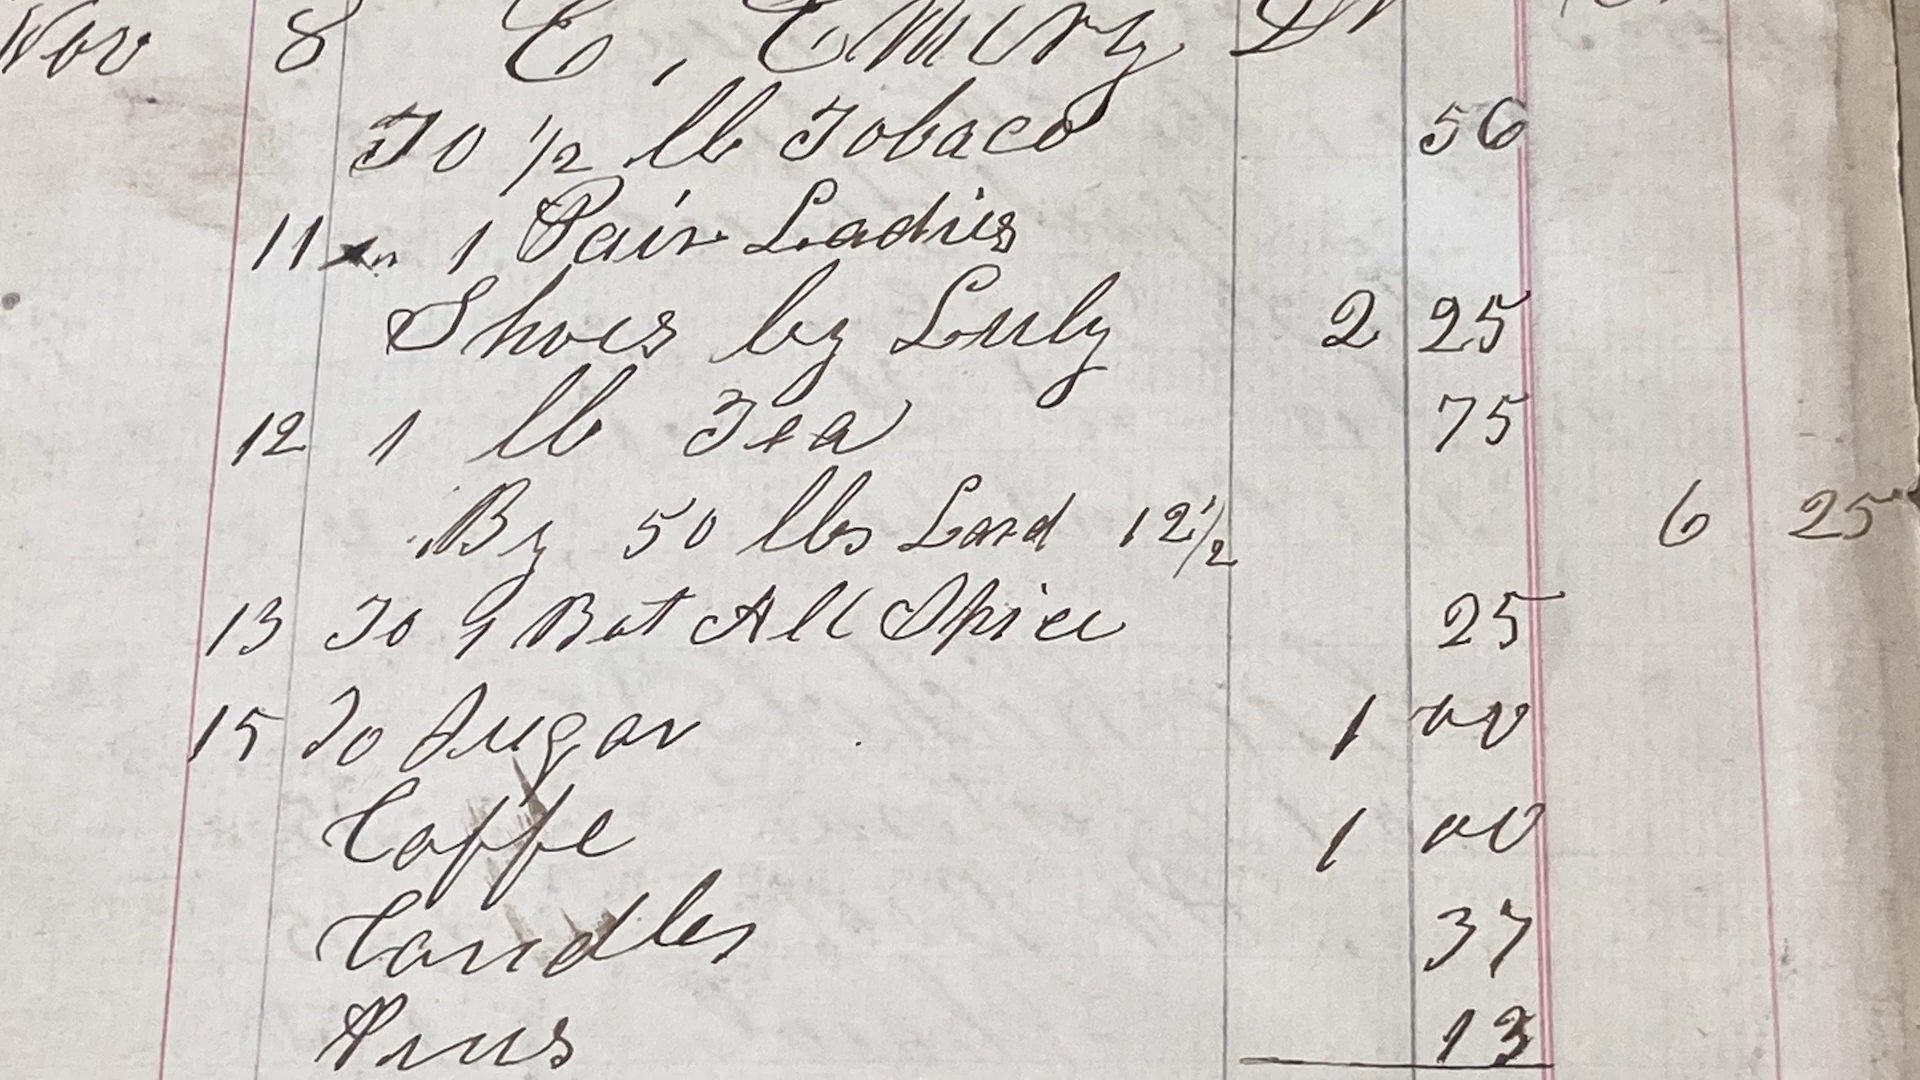 Nov 8 E. Emery Dr
To 1/2 lb Tobaco 56
11 " 1 Pair Ladies
Shoes by Luly 2 25
12 1 lb Tea 75
By 50 lbs Lard 12 1/2 6 25
13 To 1 Bot All Spice 25
15 To Sugar 1 00
Coffe 1 00
Candles 37
Pins 13